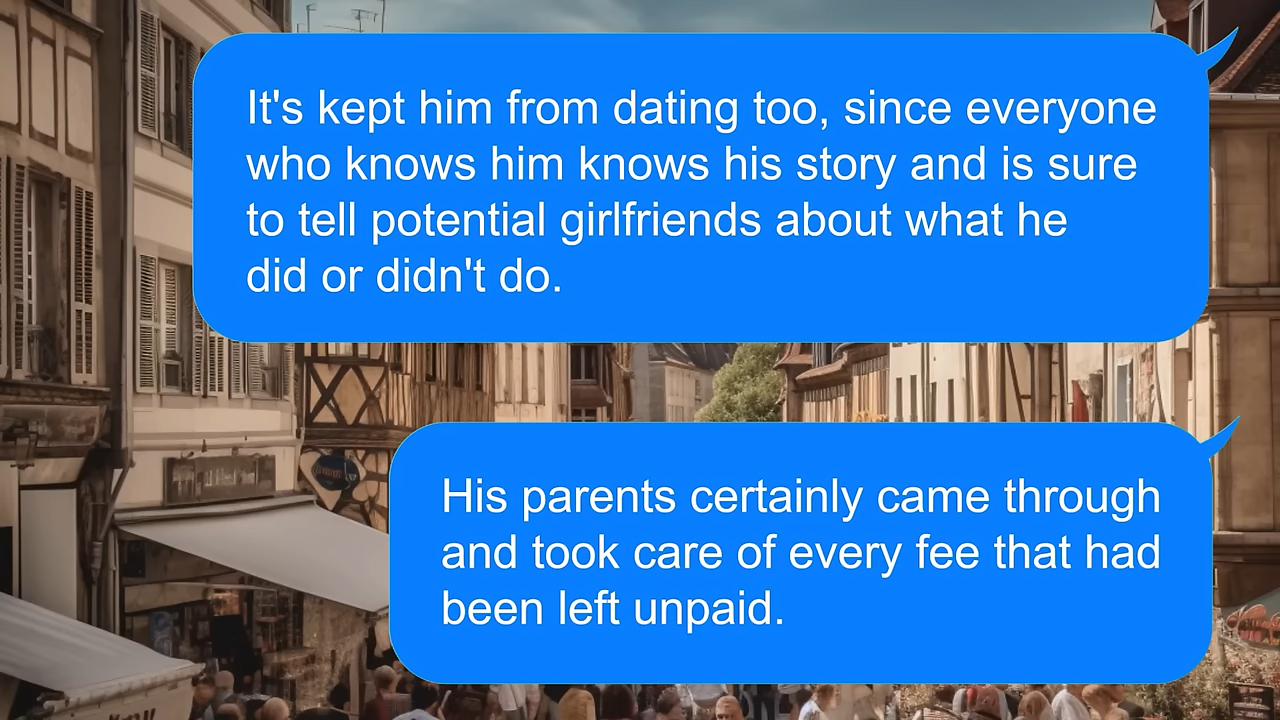 It's kept him from dating too, since everyone
who knows him knows his story and is sure
to tell potential girlfriends about what he
did or didn't do.
His parents certainly came through
and took care of every fee that had
been left unpaid.